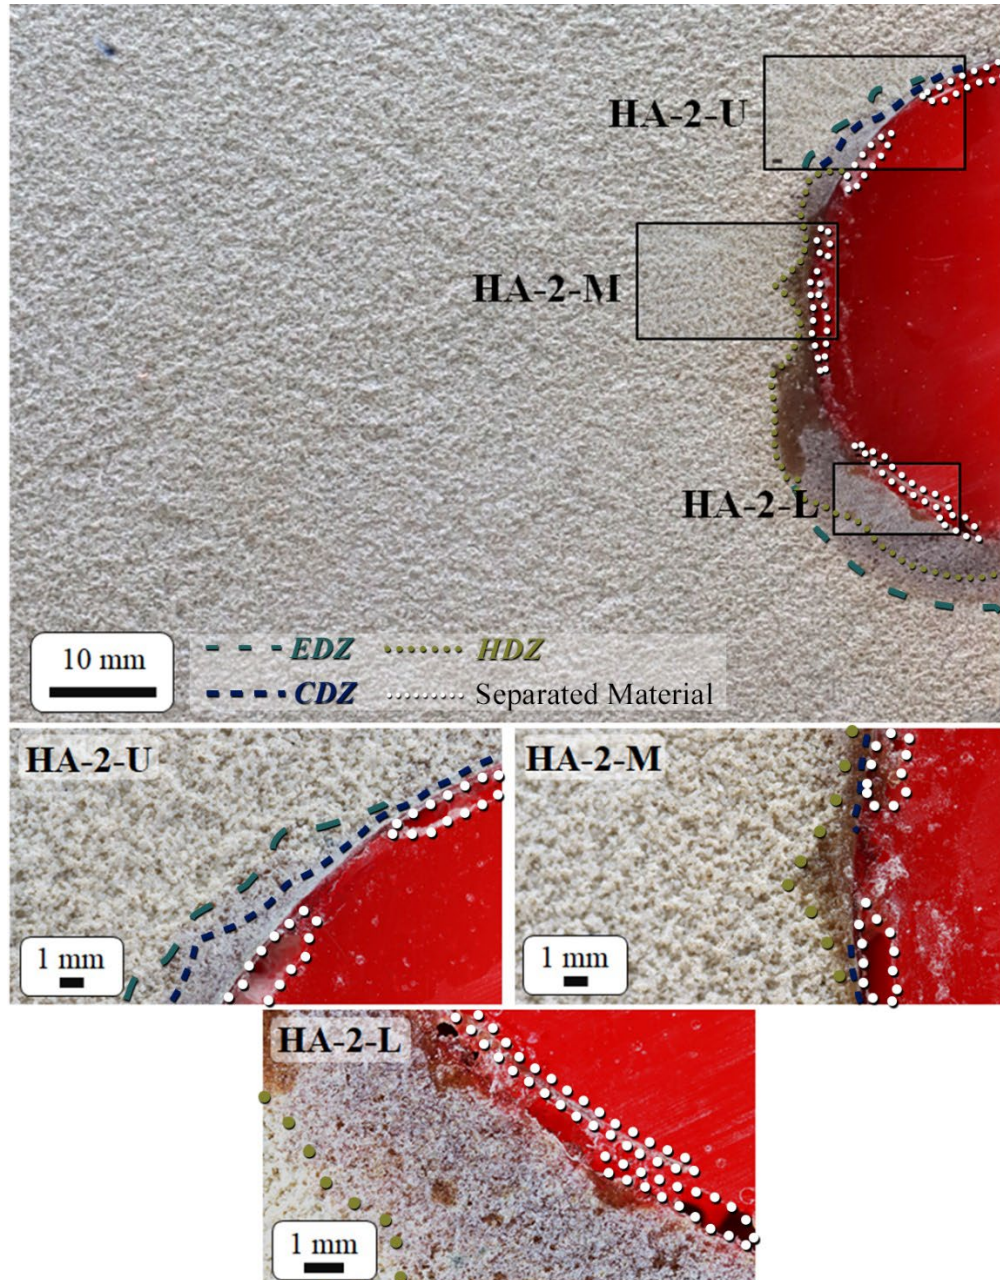 HA-2-U
HA-2-M
HA-2-L
10 mm
EDZ
HDZ
CDZ
Separated Material
HA-2-U
1 mm
HA-2-M
1 mm
HA-2-L
1 mm